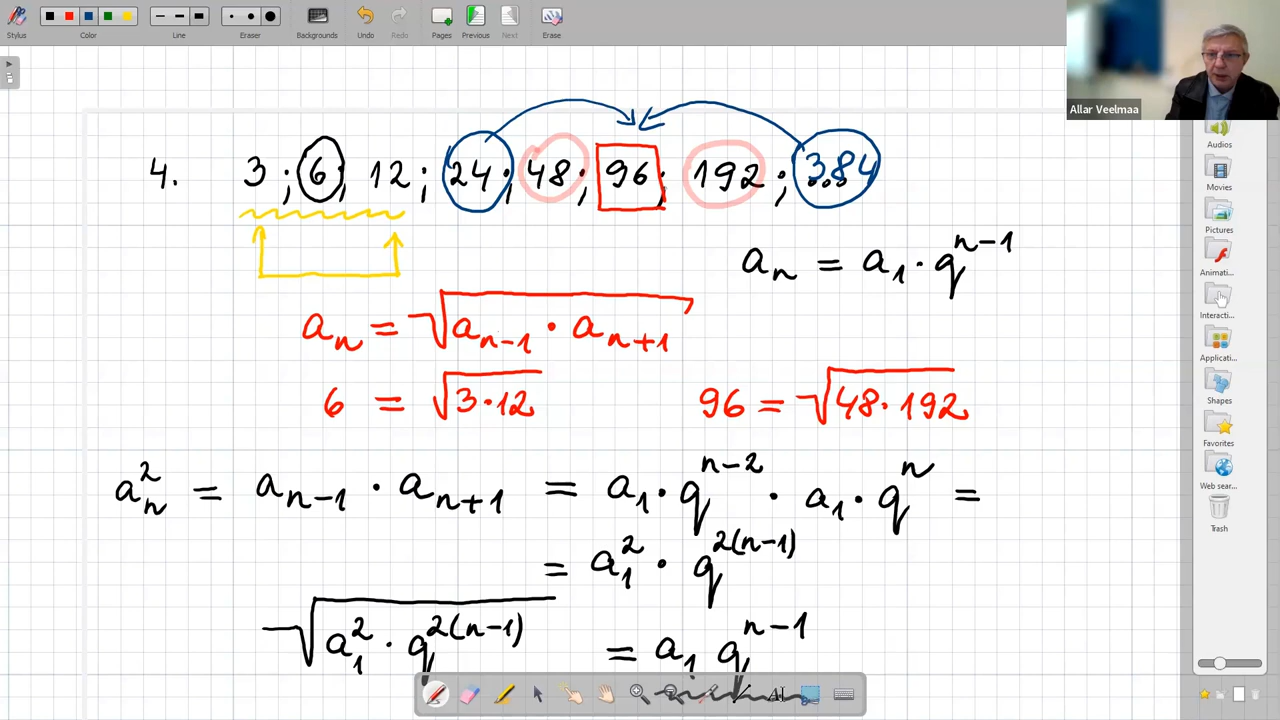 Stylus Color Line Eraser Backgrounds Undo Redo Pages Previous Next Erase
Allar Veelmaa
4. 3 ; 6 ; 12 ; 24 ; 48 ; 96 ; 192 ; 384
aₙ = a₁ · qⁿ⁻¹
aₙ = √(aₙ₋₁ · aₙ₊₁)
6 = √(3·12) 96 = √(48·192)
aₙ² = aₙ₋₁ · aₙ₊₁ = a₁ · qⁿ⁻² · a₁ · qⁿ =
= a₁² · q²⁽ⁿ⁻¹⁾
√(a₁² · q²⁽ⁿ⁻¹⁾) = a₁ qⁿ⁻¹
Audios
Movies
Pictures
Animati...
Interacti...
Applicati...
Shapes
Favorites
Web sear...
Trash